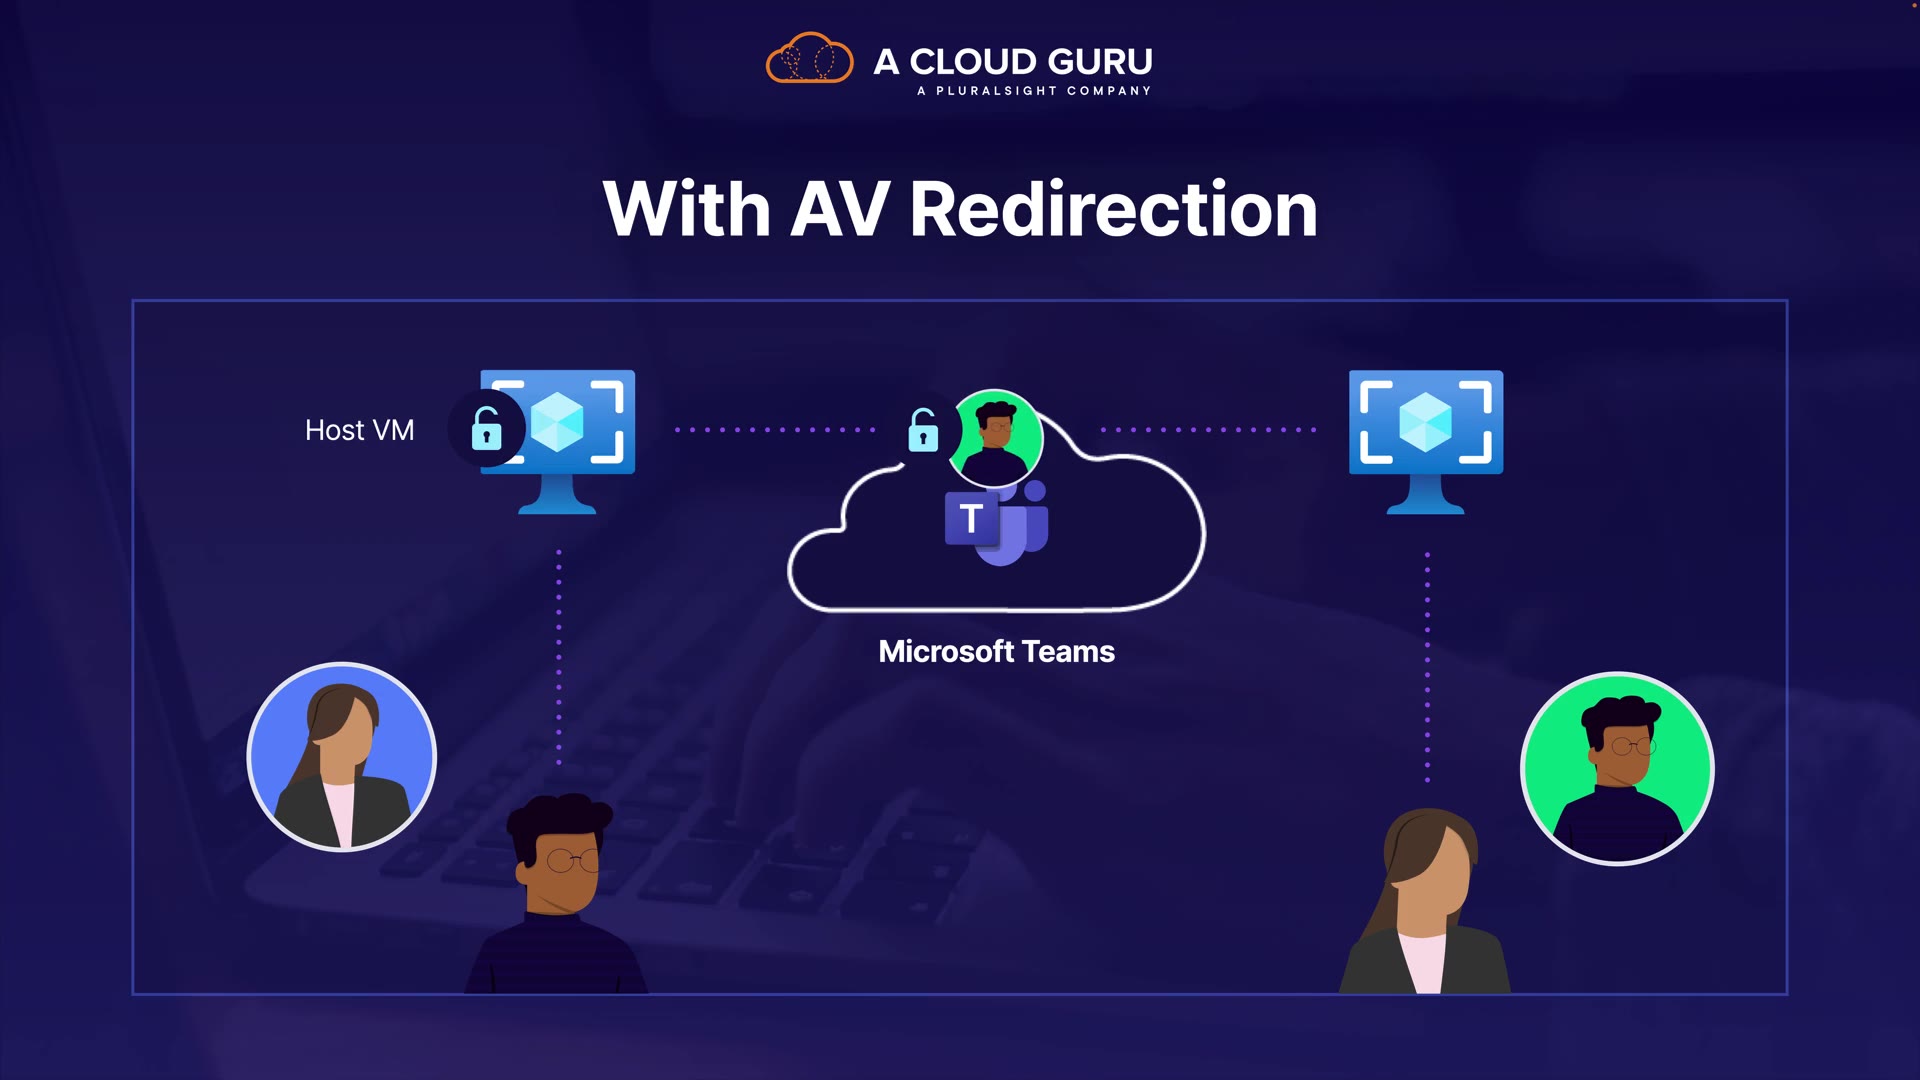 A CLOUD GURU
A PLURALSIGHT COMPANY
With AV Redirection
Host VM
T
Microsoft Teams